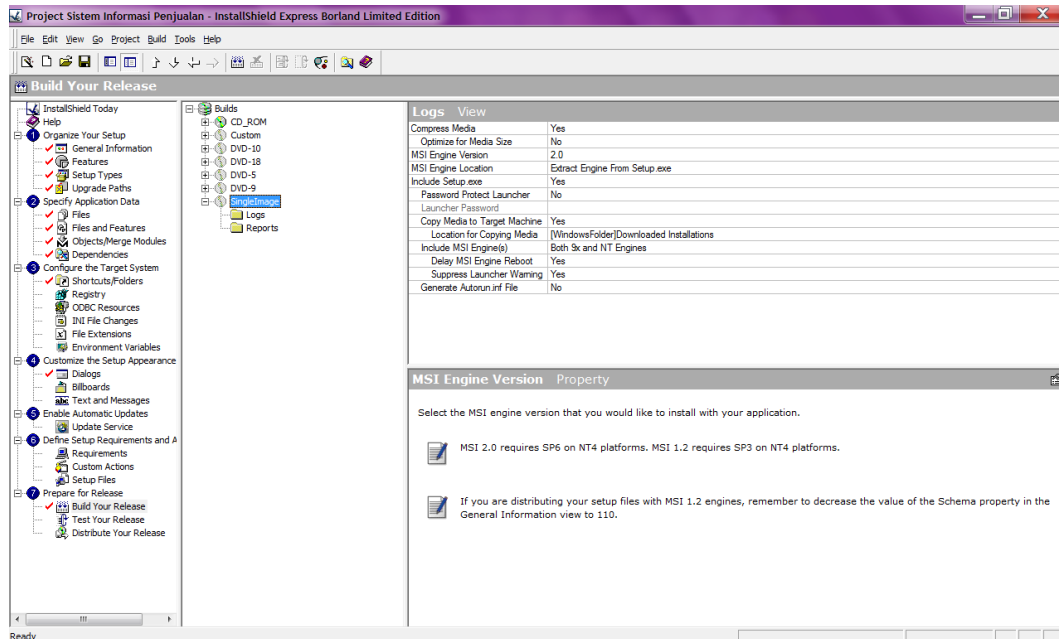 Project Sistem Informasi Penjualan - InstallShield Express Borland Limited Edition
File Edit View Go Project Build Tools Help
Build Your Release
InstallShield Today
Help
1 Organize Your Setup
General Information
Features
Setup Types
Upgrade Paths
2 Specify Application Data
Files
Files and Features
Objects/Merge Modules
Dependencies
3 Configure the Target System
Shortcuts/Folders
Registry
ODBC Resources
INI File Changes
File Extensions
Environment Variables
4 Customize the Setup Appearance
Dialogs
Billboards
abc Text and Messages
5 Enable Automatic Updates
Update Service
6 Define Setup Requirements and A
Requirements
Custom Actions
Setup Files
7 Prepare for Release
Build Your Release
Test Your Release
Distribute Your Release
Builds
CD_ROM
Custom
DVD-10
DVD-18
DVD-5
DVD-9
SingleImage
Logs
Reports
Logs View
Compress Media Yes
Optimize for Media Size No
MSI Engine Version 2.0
MSI Engine Location Extract Engine From Setup.exe
Include Setup.exe Yes
Password Protect Launcher No
Launcher Password
Copy Media to Target Machine Yes
Location for Copying Media [WindowsFolder]Downloaded Installations
Include MSI Engine(s) Both 9x and NT Engines
Delay MSI Engine Reboot Yes
Suppress Launcher Warning Yes
Generate Autorun.inf File No
MSI Engine Version Property
Select the MSI engine version that you would like to install with your application.
MSI 2.0 requires SP6 on NT4 platforms. MSI 1.2 requires SP3 on NT4 platforms.
If you are distributing your setup files with MSI 1.2 engines, remember to decrease the value of the Schema property in the
General Information view to 110.
Ready